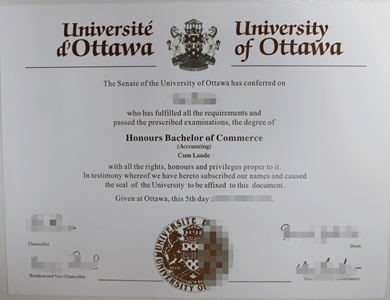 Université
d'Ottawa
University
of Ottawa
The Senate of the University of Ottawa has conferred on
who has fulfilled all the requirements and
passed the prescribed examinations, the degree of
Honours Bachelor of Commerce
(Accounting)
Cum Laude
with all the rights, honours and privileges proper to it.
In testimony whereof we have hereto subscribed our names and caused
the seal of the University to be affixed to this document.
Given at Ottawa, this 5th day
Chancellor
Dean
and Vice-Chancellor
UNIVERSITÉ